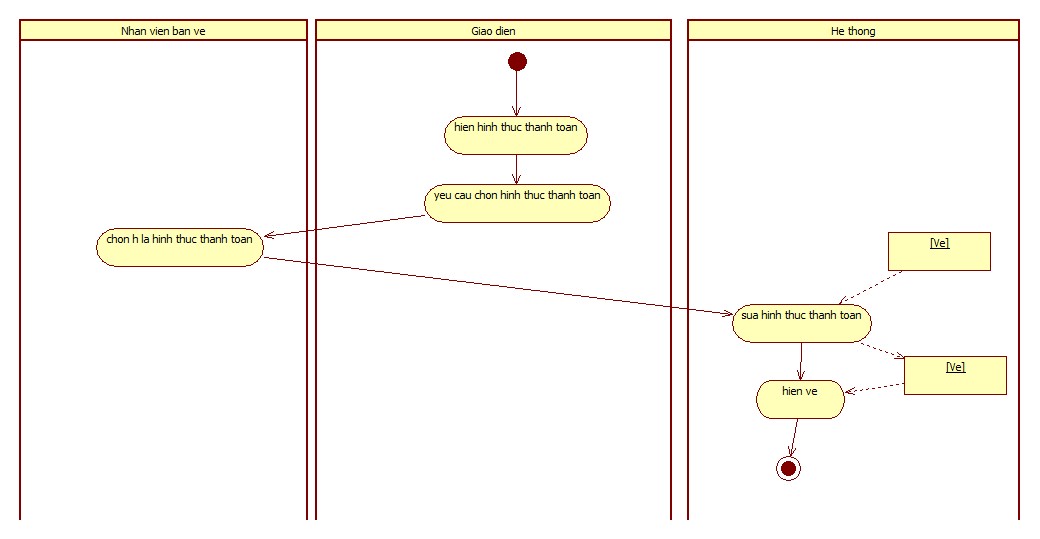 Nhan vien ban ve
Giao dien
He thong
hien hinh thuc thanh toan
yeu cau chon hinh thuc thanh toan
chon h la hinh thuc thanh toan
[Ve]
sua hinh thuc thanh toan
[Ve]
hien ve